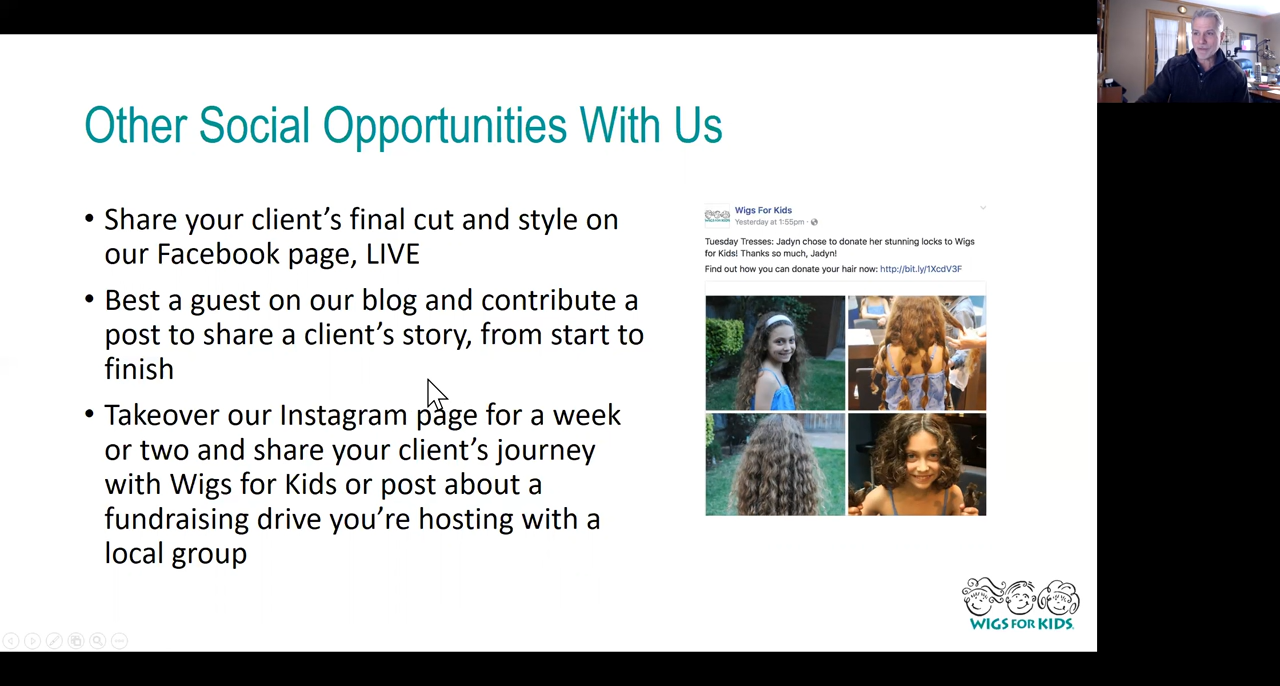 Other Social Opportunities With Us
• Share your client's final cut and style on
our Facebook page, LIVE
• Best a guest on our blog and contribute a
post to share a client's story, from start to
finish
• Takeover our Instagram page for a week
or two and share your client's journey
with Wigs for Kids or post about a
fundraising drive you're hosting with a
local group
Wigs For Kids
Yesterday at 1:55pm ·
Tuesday Tresses: Jadyn chose to donate her stunning locks to Wigs
for Kids! Thanks so much, Jadyn!
Find out how you can donate your hair now: http://bit.ly/1XcdV3F
WIGS FOR KIDS.